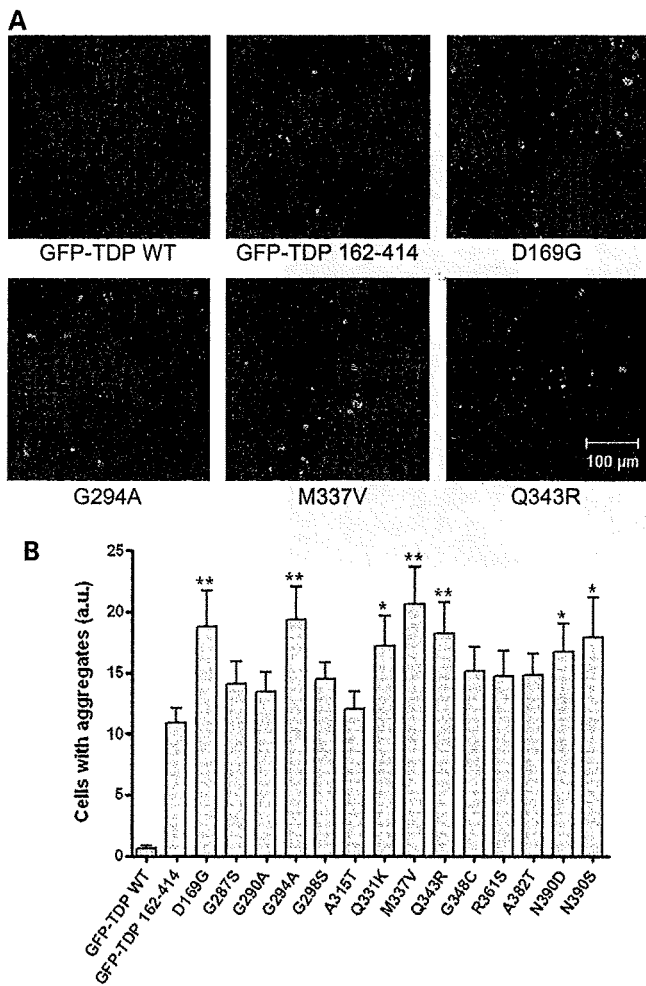 A
GFP-TDP WT
GFP-TDP 162-414
D169G
G294A
M337V
Q343R
100 µm
B
Cells with aggregates (a.u.)
25
20
15
10
5
0
**
**
*
**
**
*
*
GFP-TDP WT
GFP-TDP 162-414
D169G
G287S
G290A
G294A
G298S
A315T
Q331K
M337V
Q343R
G348C
R361S
A382T
N390D
N390S